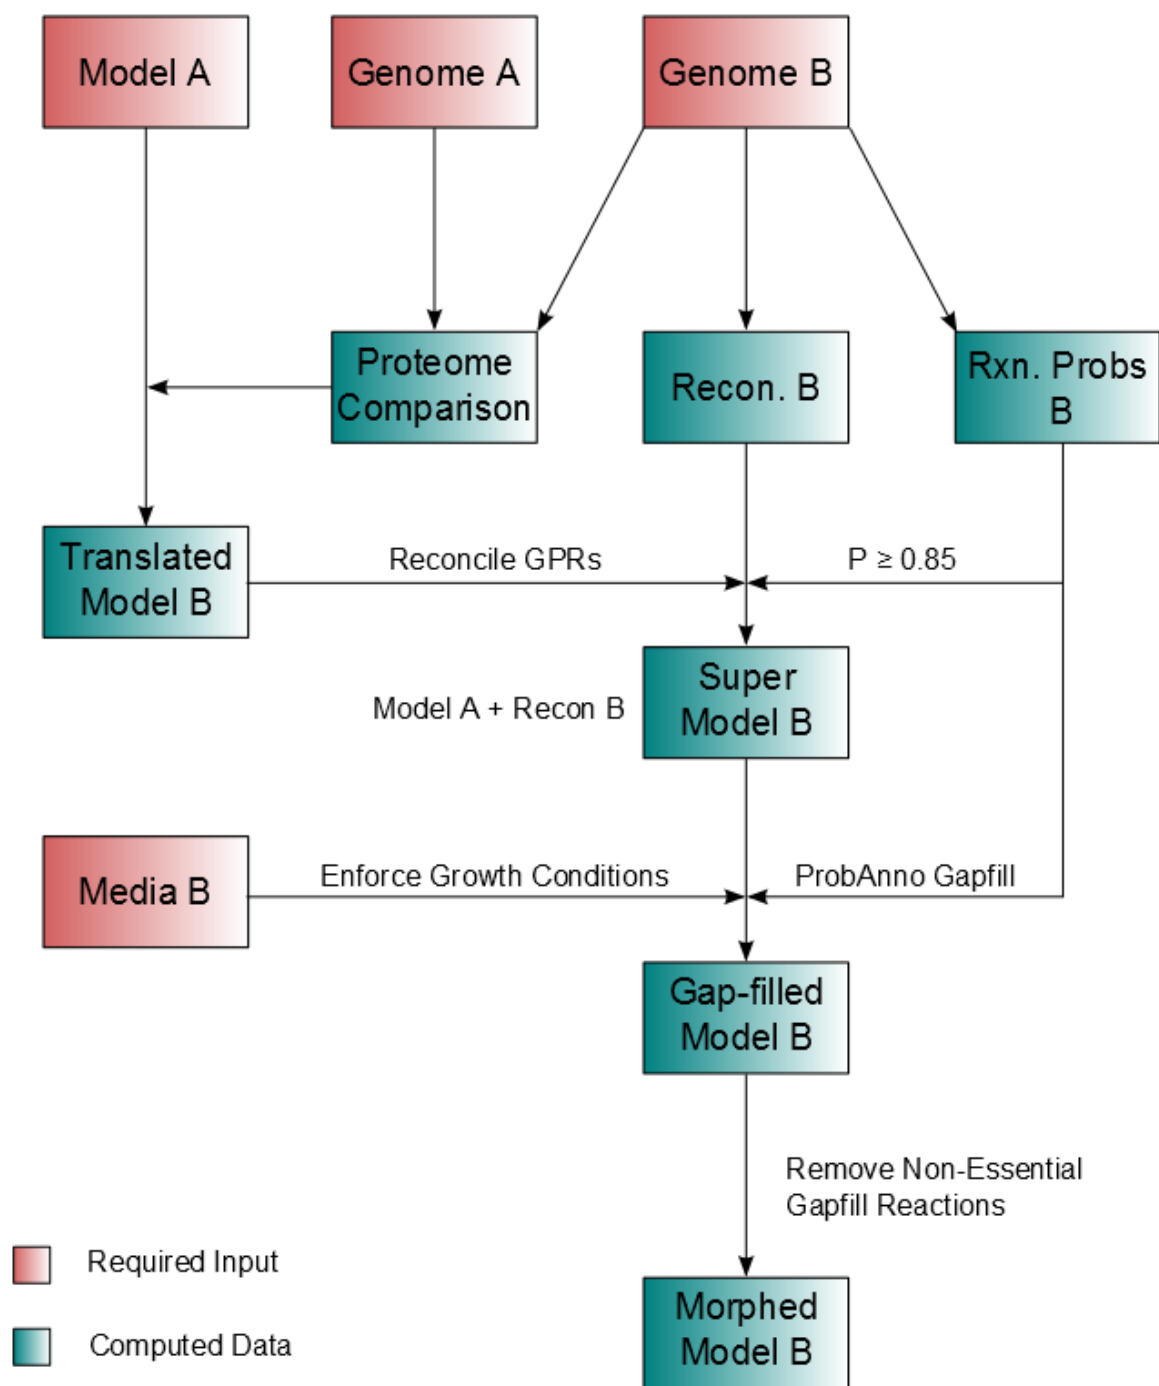 Model A
Genome A
Genome B
Proteome
Comparison
Recon. B
Rxn. Probs
B
Translated
Model B
Reconcile GPRs
P ≥ 0.85
Super
Model B
Model A + Recon B
Media B
Enforce Growth Conditions
ProbAnno Gapfill
Gap-filled
Model B
Remove Non-Essential
Gapfill Reactions
Required Input
Computed Data
Morphed
Model B